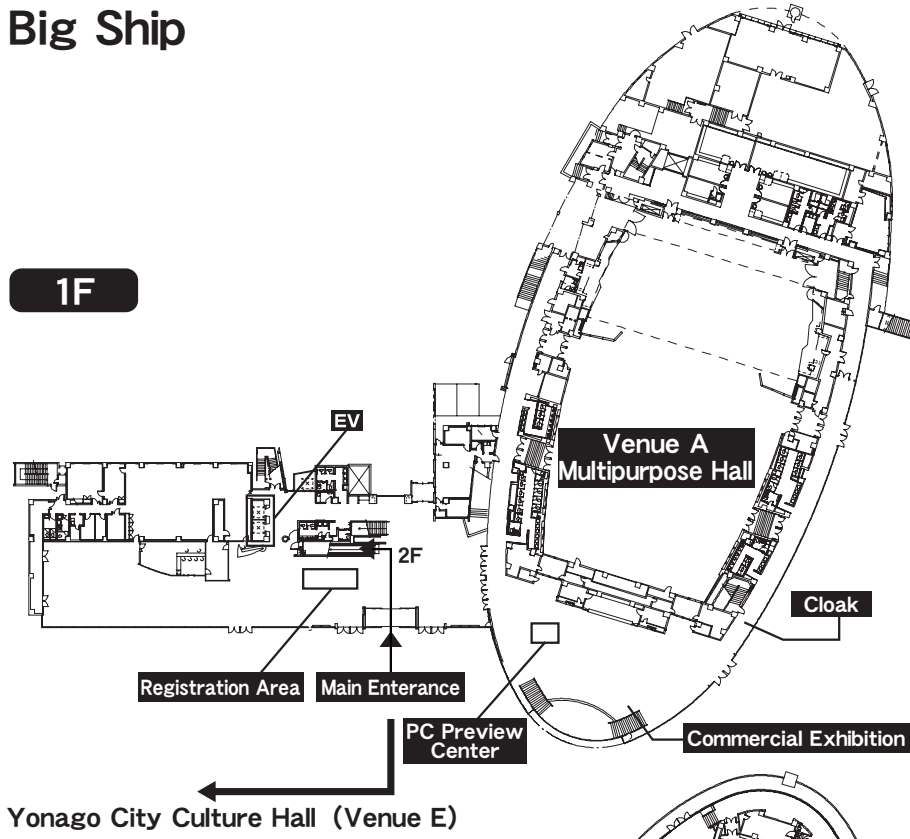 Big Ship
1F
EV
Venue A
Multipurpose Hall
2F
Cloak
Registration Area
Main Enterance
PC Preview
Center
Commercial Exhibition
Yonago City Culture Hall (Venue E)